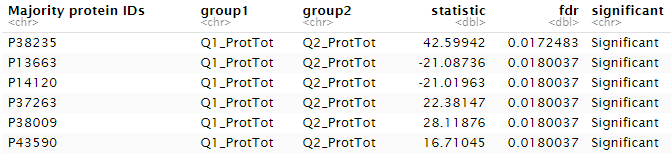 Majority protein IDs group1 group2 statistic fdr significant
<chr> <chr> <chr> <dbl> <dbl> <chr>
P38235 Q1_ProtTot Q2_ProtTot 42.59942 0.0172483 Significant
P13663 Q1_ProtTot Q2_ProtTot -21.08736 0.0180037 Significant
P14120 Q1_ProtTot Q2_ProtTot -21.01963 0.0180037 Significant
P37263 Q1_ProtTot Q2_ProtTot 22.38147 0.0180037 Significant
P38009 Q1_ProtTot Q2_ProtTot 28.11876 0.0180037 Significant
P43590 Q1_ProtTot Q2_ProtTot 16.71045 0.0180037 Significant